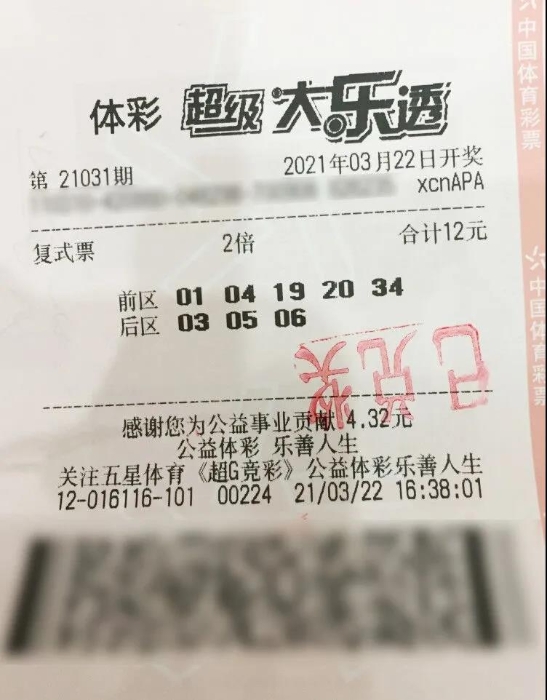 体彩 超级大乐透
第 21031期 2021年03月22日开奖
xcnAPA
复式票 2倍 合计12元
前区 01 04 19 20 34
后区 03 05 06
已兑奖
感谢您为公益事业贡献 4.32元
公益体彩 乐善人生
关注五星体育《超G竞彩》公益体彩乐善人生
12-016116-101 00224 21/03/22 16:38:01
中国体育彩票
中国体育彩票